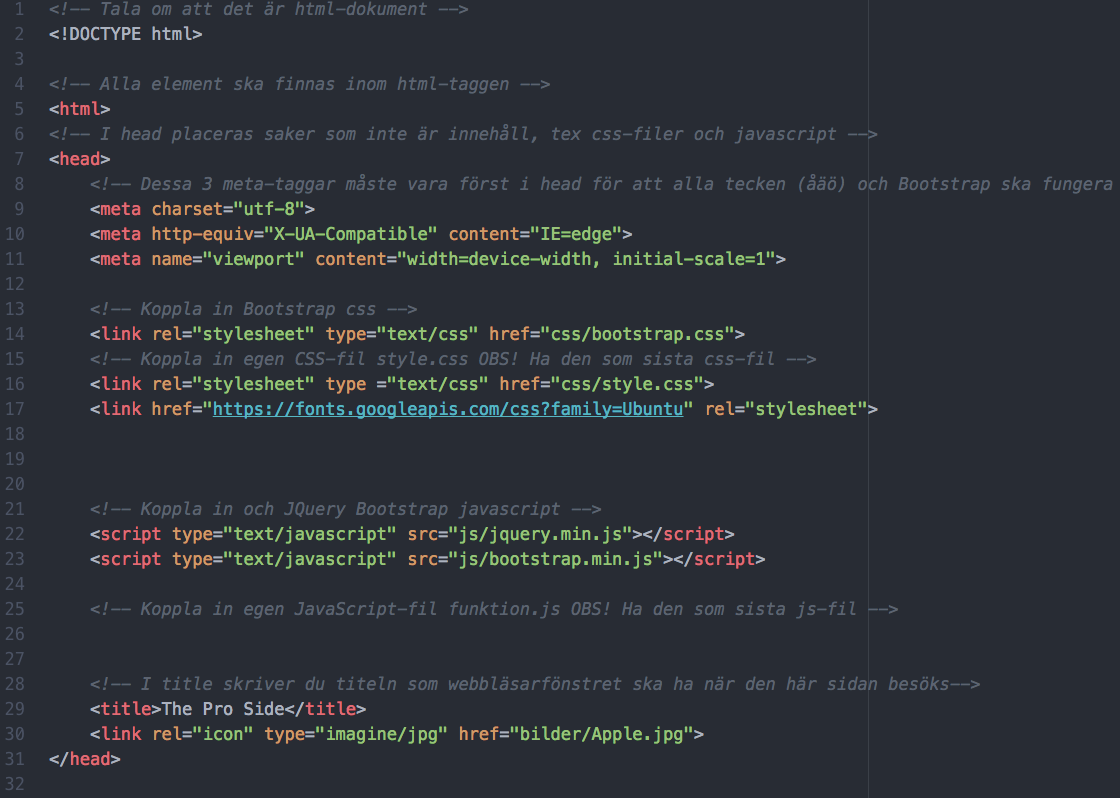 1 <!-- Tala om att det är html-dokument -->
2 <!DOCTYPE html>
3
4 <!-- Alla element ska finnas inom html-taggen -->
5 <html>
6 <!-- I head placeras saker som inte är innehåll, tex css-filer och javascript -->
7 <head>
8     <!-- Dessa 3 meta-taggar måste vara först i head för att alla tecken (åäö) och Bootstrap ska fungera
9     <meta charset="utf-8">
10     <meta http-equiv="X-UA-Compatible" content="IE=edge">
11     <meta name="viewport" content="width=device-width, initial-scale=1">
12
13     <!-- Koppla in Bootstrap css -->
14     <link rel="stylesheet" type="text/css" href="css/bootstrap.css">
15     <!-- Koppla in egen CSS-fil style.css OBS! Ha den som sista css-fil -->
16     <link rel="stylesheet" type ="text/css" href="css/style.css">
17     <link href="https://fonts.googleapis.com/css?family=Ubuntu" rel="stylesheet">
18
19
20
21     <!-- Koppla in och JQuery Bootstrap javascript -->
22     <script type="text/javascript" src="js/jquery.min.js"></script>
23     <script type="text/javascript" src="js/bootstrap.min.js"></script>
24
25     <!-- Koppla in egen JavaScript-fil funktion.js OBS! Ha den som sista js-fil -->
26
27
28     <!-- I title skriver du titeln som webbläsarfönstret ska ha när den här sidan besöks-->
29     <title>The Pro Side</title>
30     <link rel="icon" type="imagine/jpg" href="bilder/Apple.jpg">
31 </head>
32